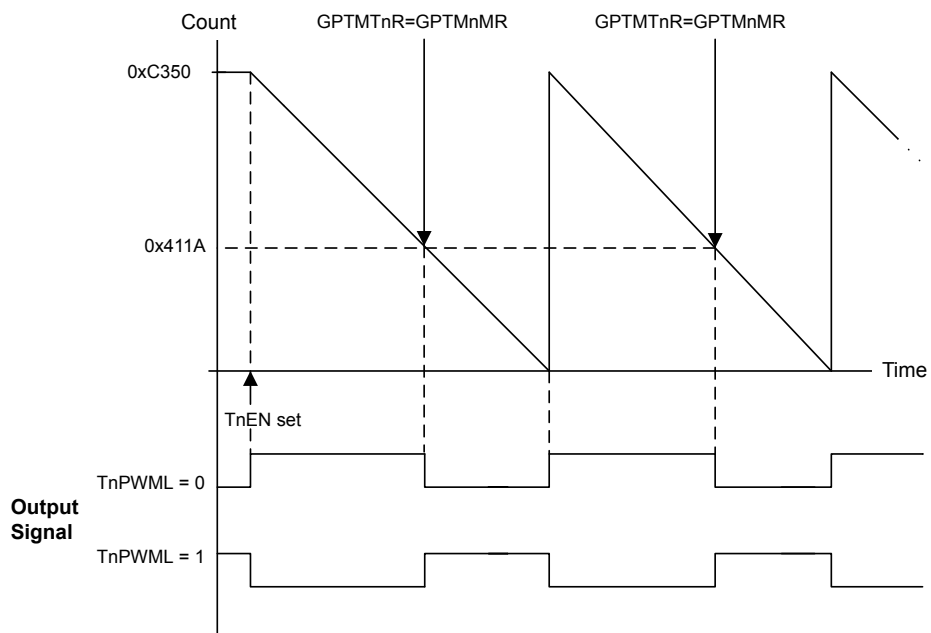 Count
GPTMTnR=GPTMnMR
GPTMTnR=GPTMnMR
0xC350
0x411A
Time
TnEN set
TnPWML = 0
Output
Signal
TnPWML = 1